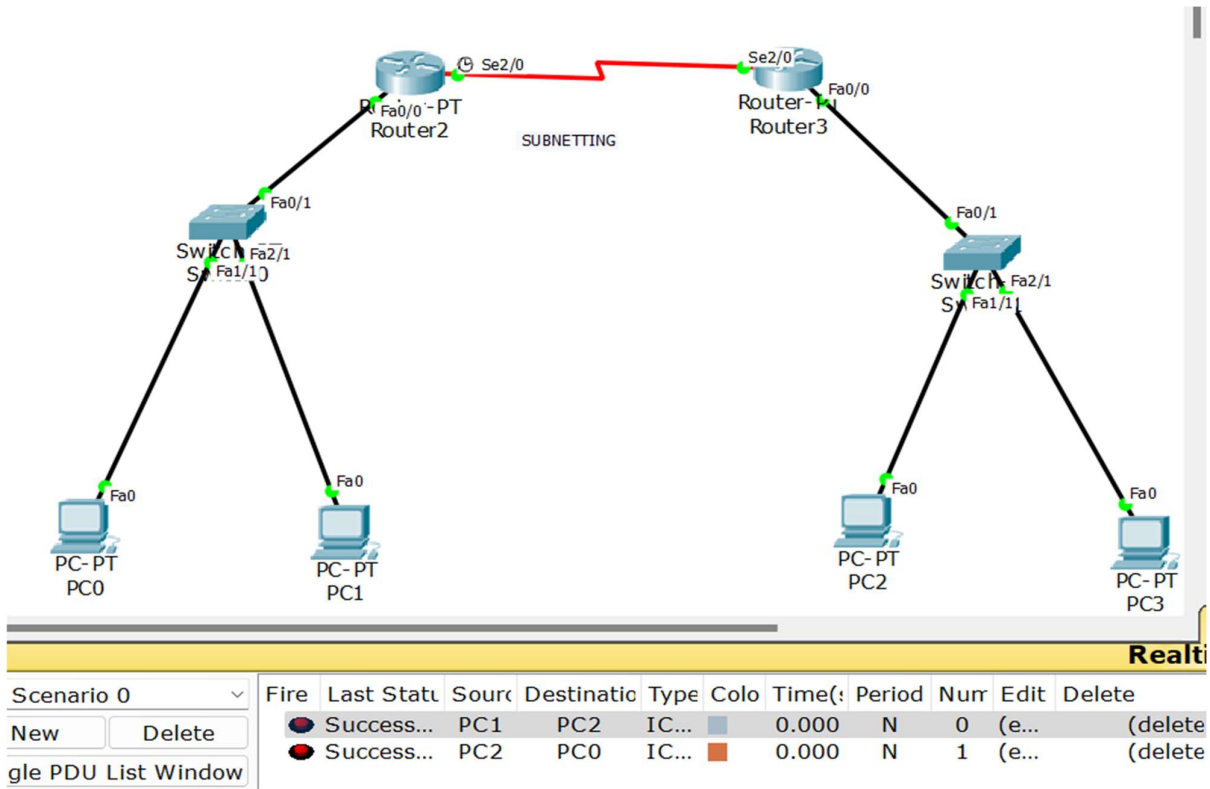 Se2/0
Se2/0
Fa0/0
-PT
Router2
Router-
Fa0/0
Router3
SUBNETTING
Fa0/1
Fa0/1
Switch
Fa2/1
Fa1/1
Switch
Fa2/1
Fa1/1
Fa0
Fa0
Fa0
Fa0
PC-PT
PC0
PC-PT
PC1
PC-PT
PC2
PC-PT
PC3
Realti
Scenario 0
New Delete
gle PDU List Window
Fire Last Statu Sourc Destinatio Type Colo Time(s Period Num Edit Delete
Success... PC1 PC2 IC... 0.000 N 0 (e... (delete
Success... PC2 PC0 IC... 0.000 N 1 (e... (delete